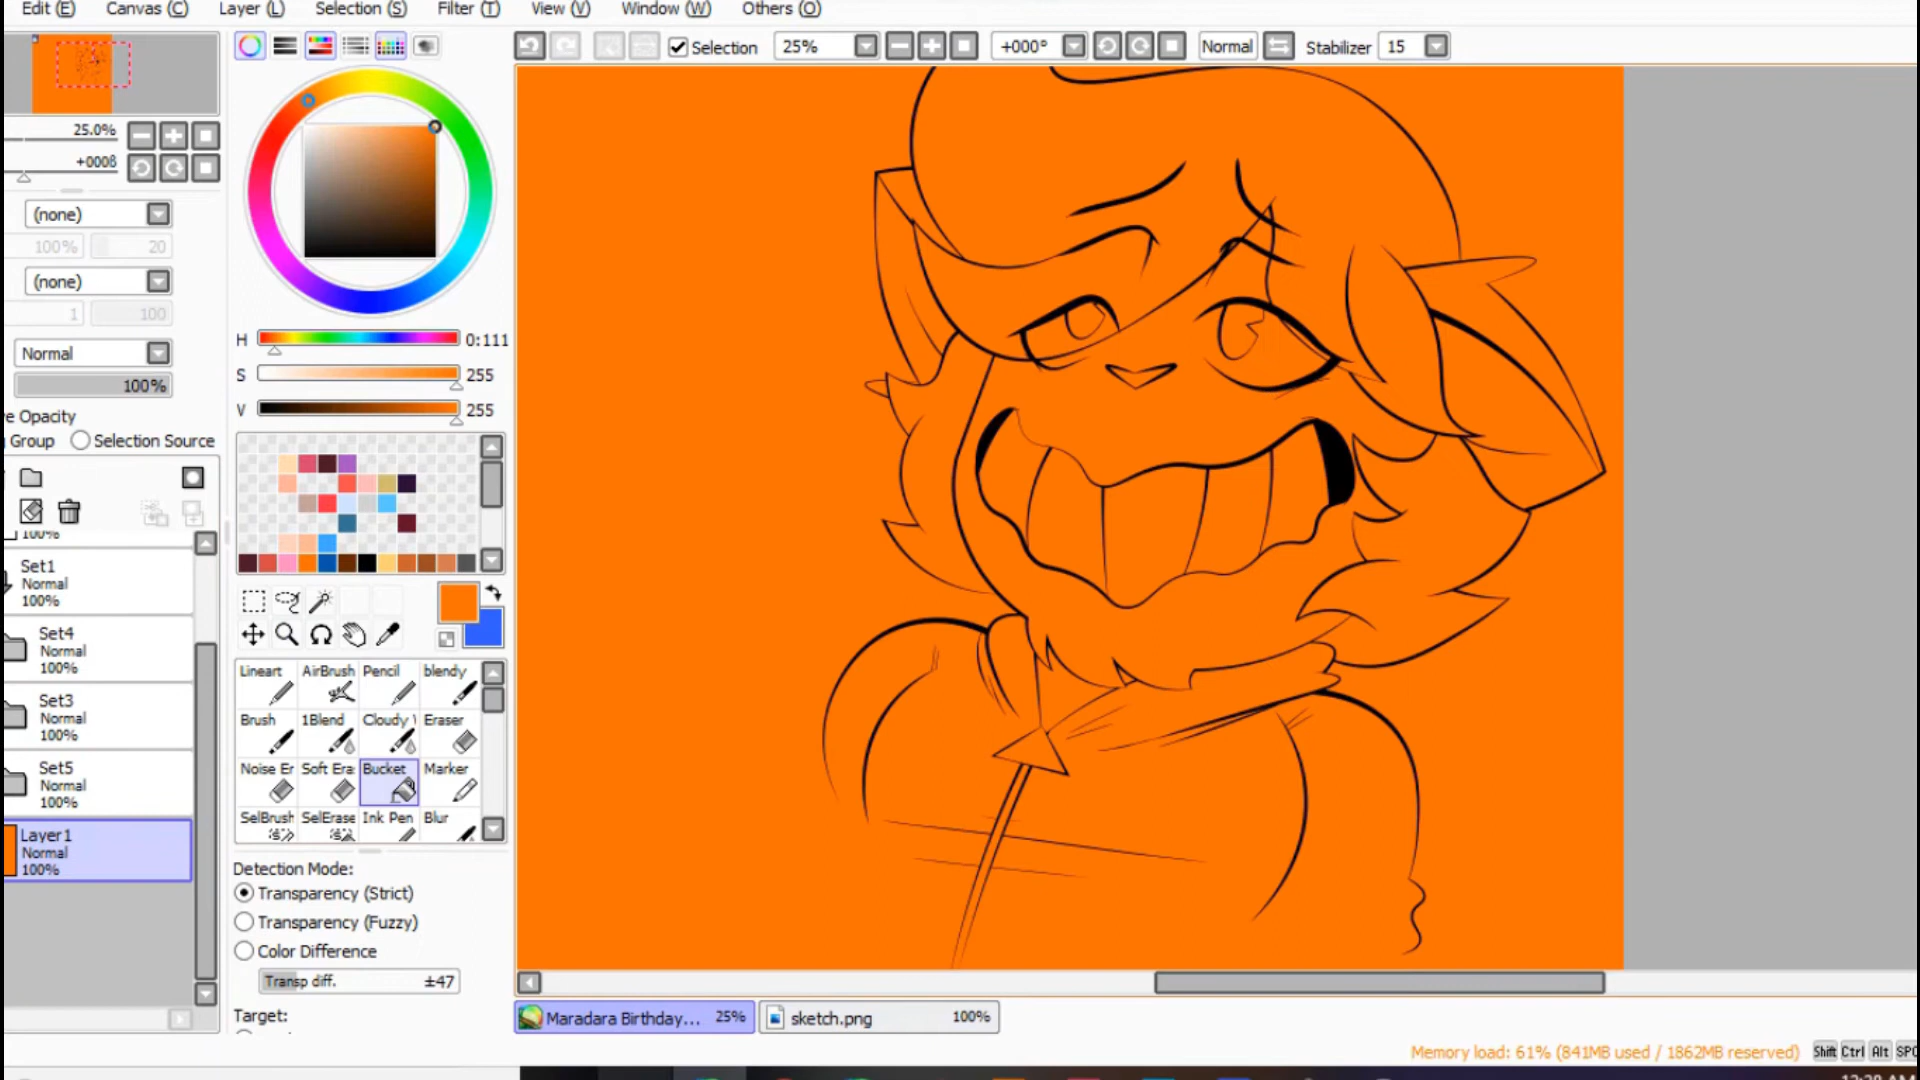 Edit (E) Canvas (C) Layer (L) Selection (S) Filter (T) View (V) Window (W) Others (O)
Selection 25% +000° Normal Stabilizer 15
25.0%
+000ß
(none)
100% 20
(none)
1 100
Normal
100%
H 0:111
S 255
V 255
Opacity
Group Selection Source
100%
Set1
Normal
100%
Set4
Normal
100%
Set3
Normal
100%
Set5
Normal
100%
Layer1
Normal
100%
Lineart AirBrush Pencil blendy
Brush 1Blend Cloudy Eraser
Noise Er Soft Era Bucket Marker
SelBrush SelErase Ink Pen Blur
Detection Mode:
Transparency (Strict)
Transparency (Fuzzy)
Color Difference
Transp diff. ±47
Target:
Maradara Birthday... 25% sketch.png 100%
Memory load: 61% (841MB used / 1862MB reserved) Shift Ctrl Alt SPC